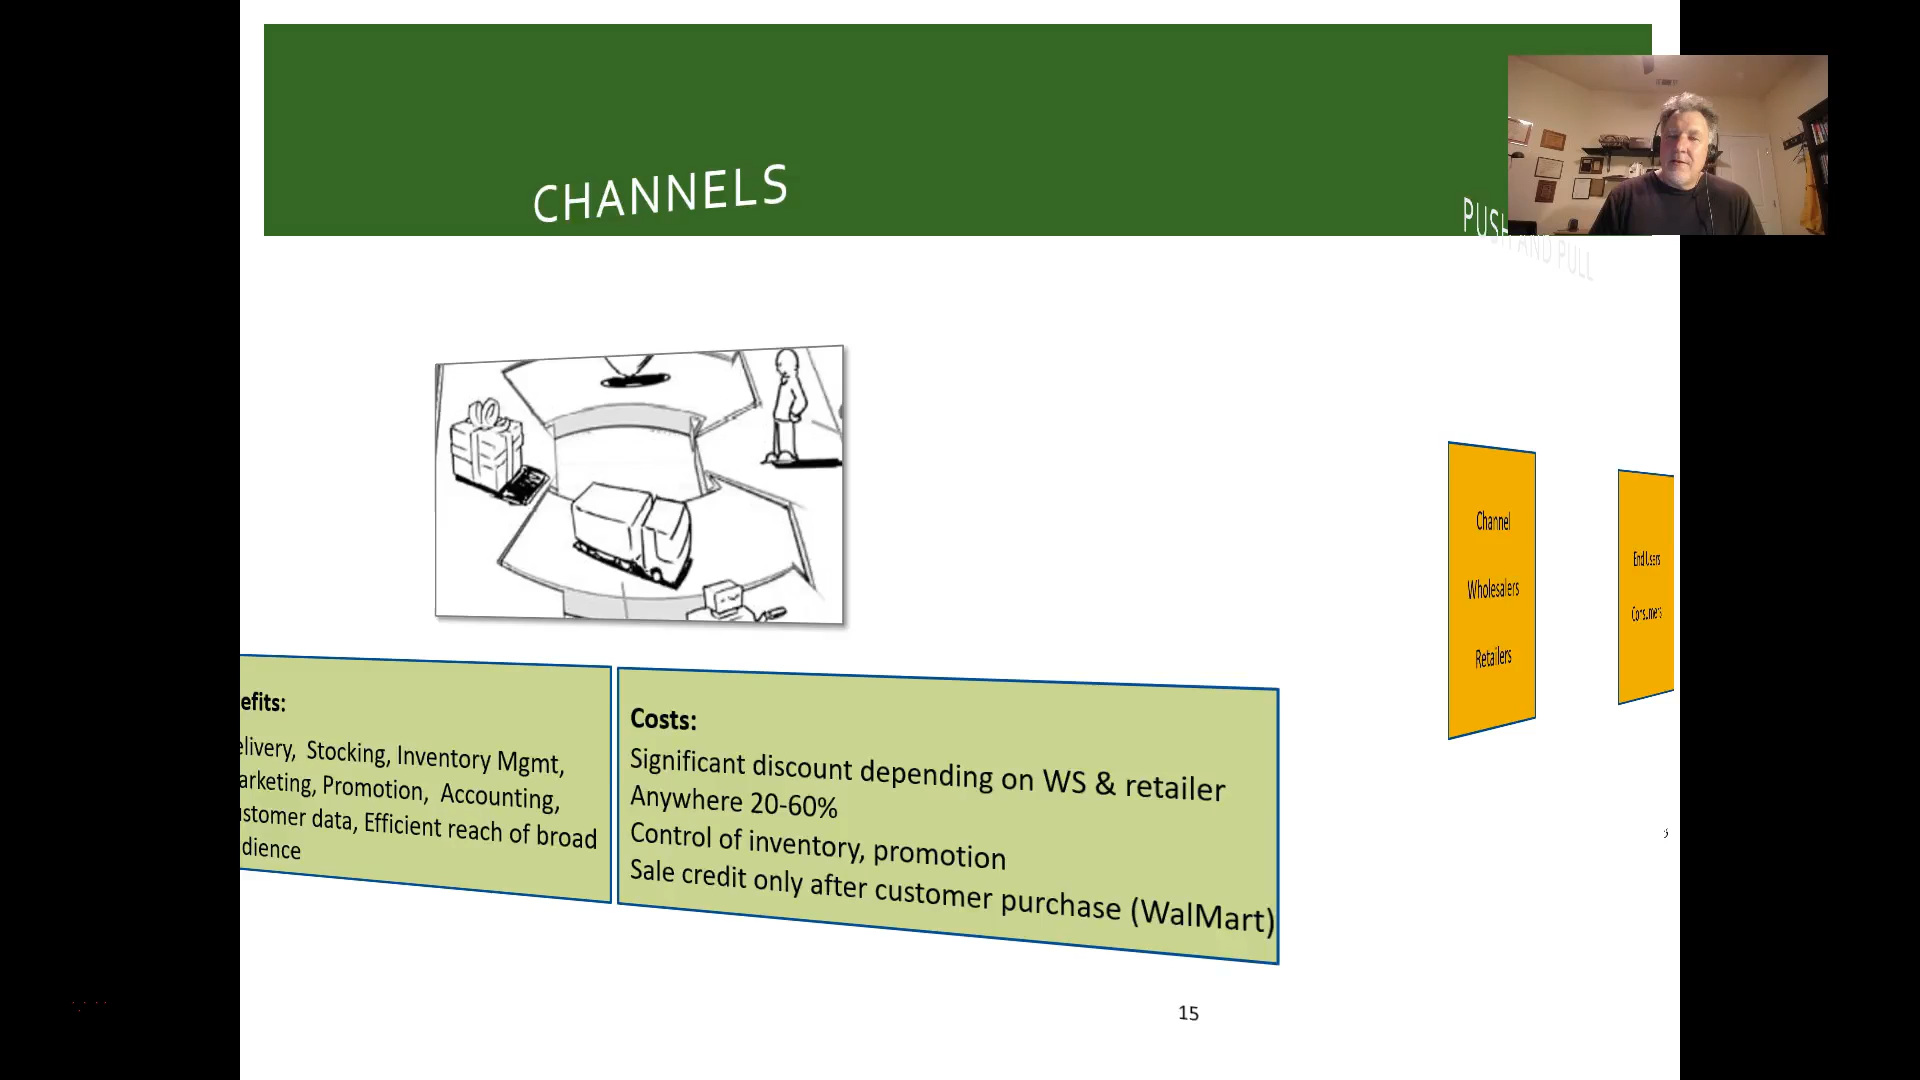 CHANNELS
PUSH AND PULL
Channel
Wholesalers
Retailers
End Users
Consumers
efits:
elivery, Stocking, Inventory Mgmt,
arketing, Promotion, Accounting,
ustomer data, Efficient reach of broad
dience
Costs:
Significant discount depending on WS & retailer
Anywhere 20-60%
Control of inventory, promotion
Sale credit only after customer purchase (WalMart)
15